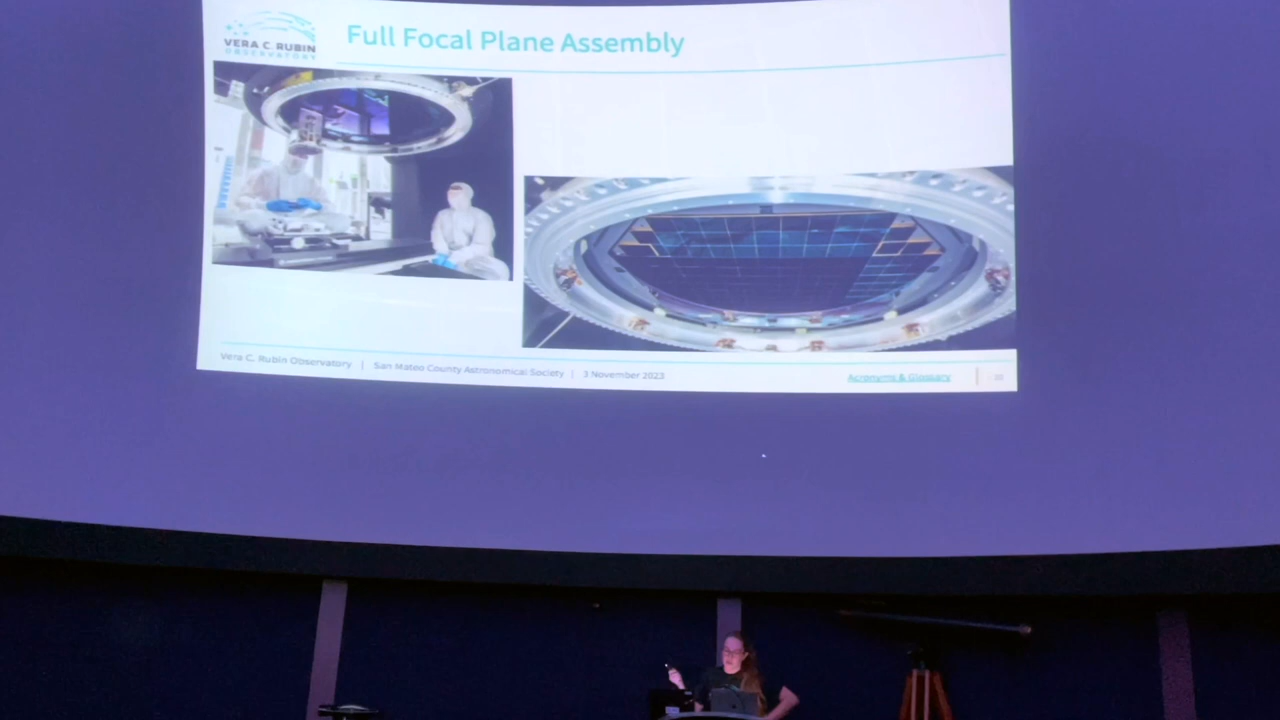 VERA C. RUBIN
OBSERVATORY
Full Focal Plane Assembly
Vera C. Rubin Observatory | San Mateo County Astronomical Society | 3 November 2023
Acronyms & Glossary